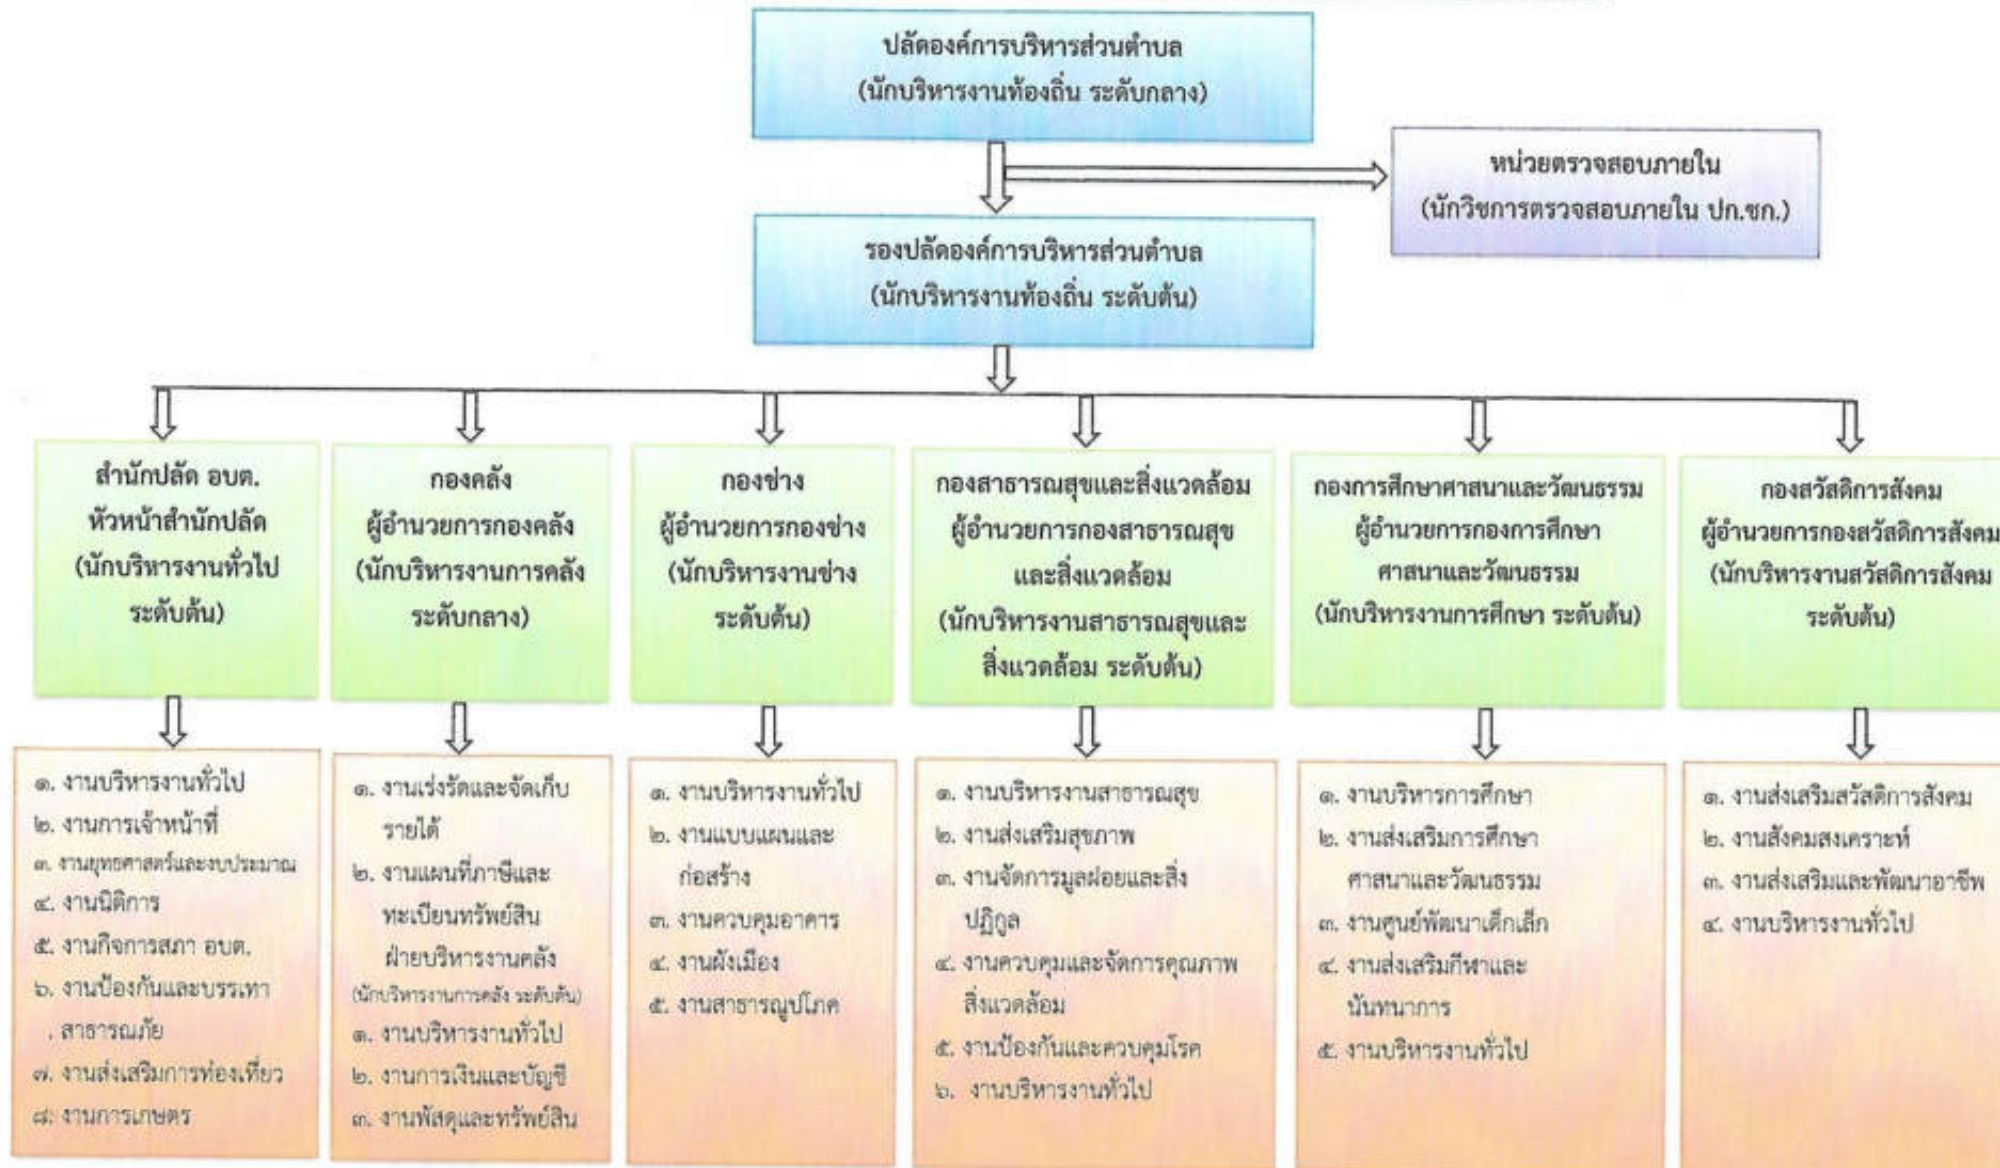 ปลัดองค์การบริหารส่วนตำบล
(นักบริหารงานท้องถิ่น ระดับกลาง)
หน่วยตรวจสอบภายใน
(นักวิชการตรวจสอบภายใน ปก.ชก.)
รองปลัดองค์การบริหารส่วนตำบล
(นักบริหารงานท้องถิ่น ระดับต้น)
สำนักปลัด อบต.
หัวหน้าสำนักปลัด
(นักบริหารงานทั่วไป
ระดับต้น)
กองคลัง
ผู้อำนวยการกองคลัง
(นักบริหารงานการคลัง
ระดับกลาง)
กองช่าง
ผู้อำนวยการกองช่าง
(นักบริหารงานช่าง
ระดับต้น)
กองสาธารณสุขและสิ่งแวดล้อม
ผู้อำนวยการกองสาธารณสุข
และสิ่งแวดล้อม
(นักบริหารงานสาธารณสุขและ
สิ่งแวดล้อม ระดับต้น)
กองการศึกษาศาสนาและวัฒนธรรม
ผู้อำนวยการกองการศึกษา
ศาสนาและวัฒนธรรม
(นักบริหารงานการศึกษา ระดับต้น)
กองสวัสดิการสังคม
ผู้อำนวยการกองสวัสดิการสังคม
(นักบริหารงานสวัสดิการสังคม
ระดับต้น)
๑. งานบริหารงานทั่วไป
๒. งานการเจ้าหน้าที่
๓. งานยุทธศาสตร์และงบประมาณ
๔. งานนิติการ
๕. งานกิจการสภา อบต.
๖. งานป้องกันและบรรเทา
สาธารณภัย
๗. งานส่งเสริมการท่องเที่ยว
๘. งานการเกษตร
๑. งานเร่งรัดและจัดเก็บ
รายได้
๒. งานแผนที่ภาษีและ
ทะเบียนทรัพย์สิน
ฝ่ายบริหารงานคลัง
(นักบริหารงานการคลัง ระดับต้น)
๑. งานบริหารงานทั่วไป
๒. งานการเงินและบัญชี
๓. งานพัสดุและทรัพย์สิน
๑. งานบริหารงานทั่วไป
๒. งานแบบแผนและ
ก่อสร้าง
๓. งานควบคุมอาคาร
๔. งานผังเมือง
๕. งานสาธารณูปโภค
๑. งานบริหารงานสาธารณสุข
๒. งานส่งเสริมสุขภาพ
๓. งานจัดการมูลฝอยและสิ่ง
ปฏิกูล
๔. งานควบคุมและจัดการคุณภาพ
สิ่งแวดล้อม
๕. งานป้องกันและควบคุมโรค
๖. งานบริหารงานทั่วไป
๑. งานบริหารการศึกษา
๒. งานส่งเสริมการศึกษา
ศาสนาและวัฒนธรรม
๓. งานศูนย์พัฒนาเด็กเล็ก
๔. งานส่งเสริมกีฬาและ
นันทนาการ
๕. งานบริหารงานทั่วไป
๑. งานส่งเสริมสวัสดิการสังคม
๒. งานสังคมสงเคราะห์
๓. งานส่งเสริมและพัฒนาอาชีพ
๔. งานบริหารงานทั่วไป